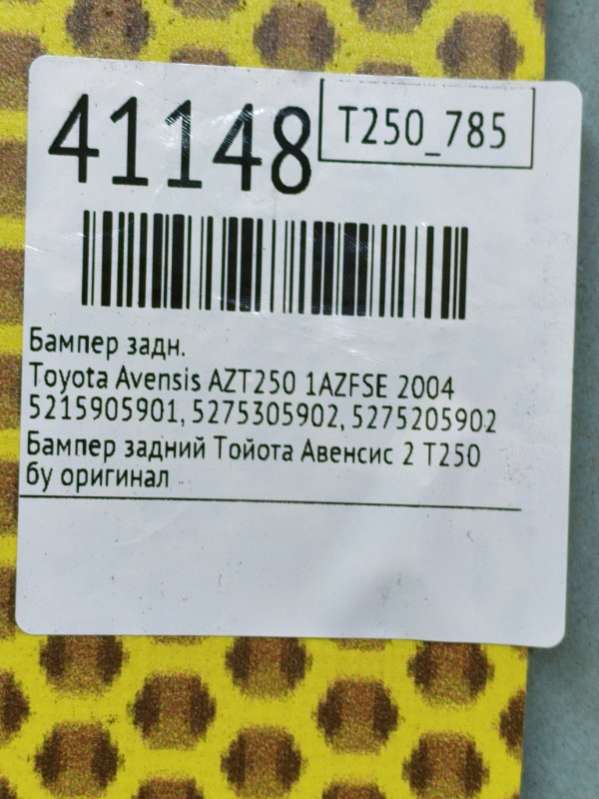 41148
T250_785
Бампер задн.
Toyota Avensis AZT250 1AZFSE 2004
5215905901, 5275305902, 5275205902
Бампер задний Тойота Авенсис 2 T250
бу оригинал